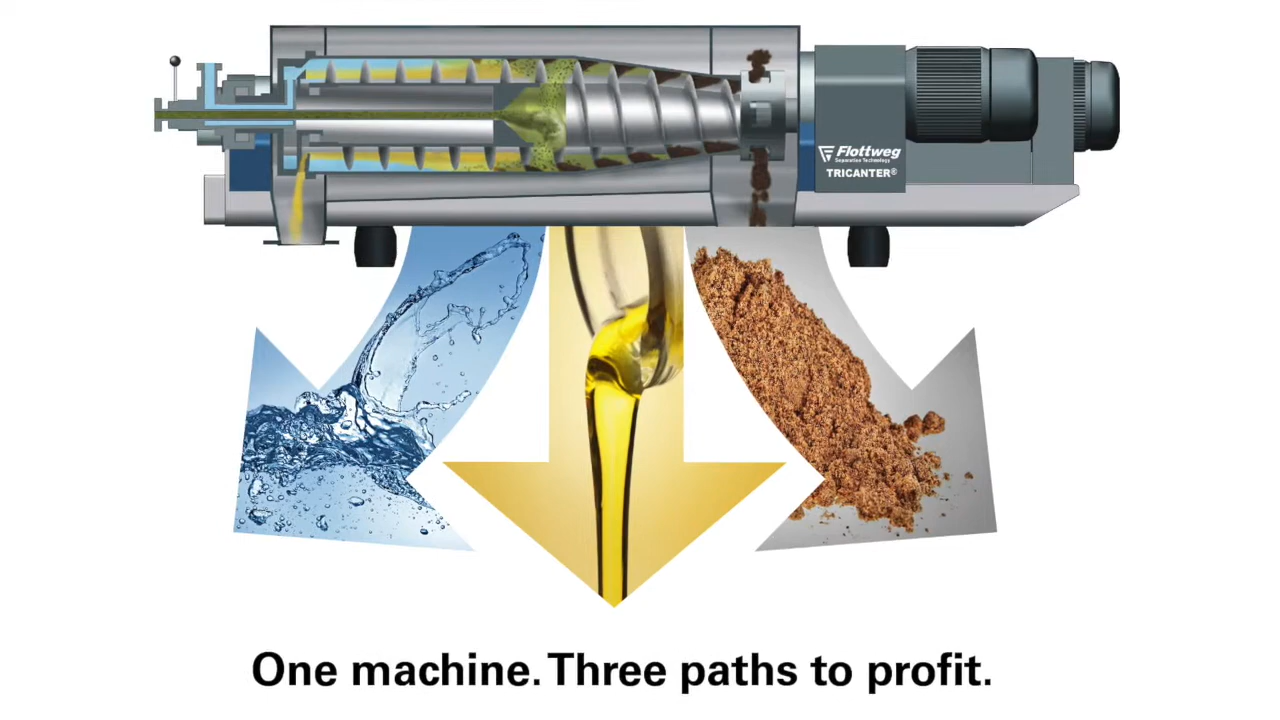 Flottweg
Separation Technology
TRICANTER®
One machine. Three paths to profit.